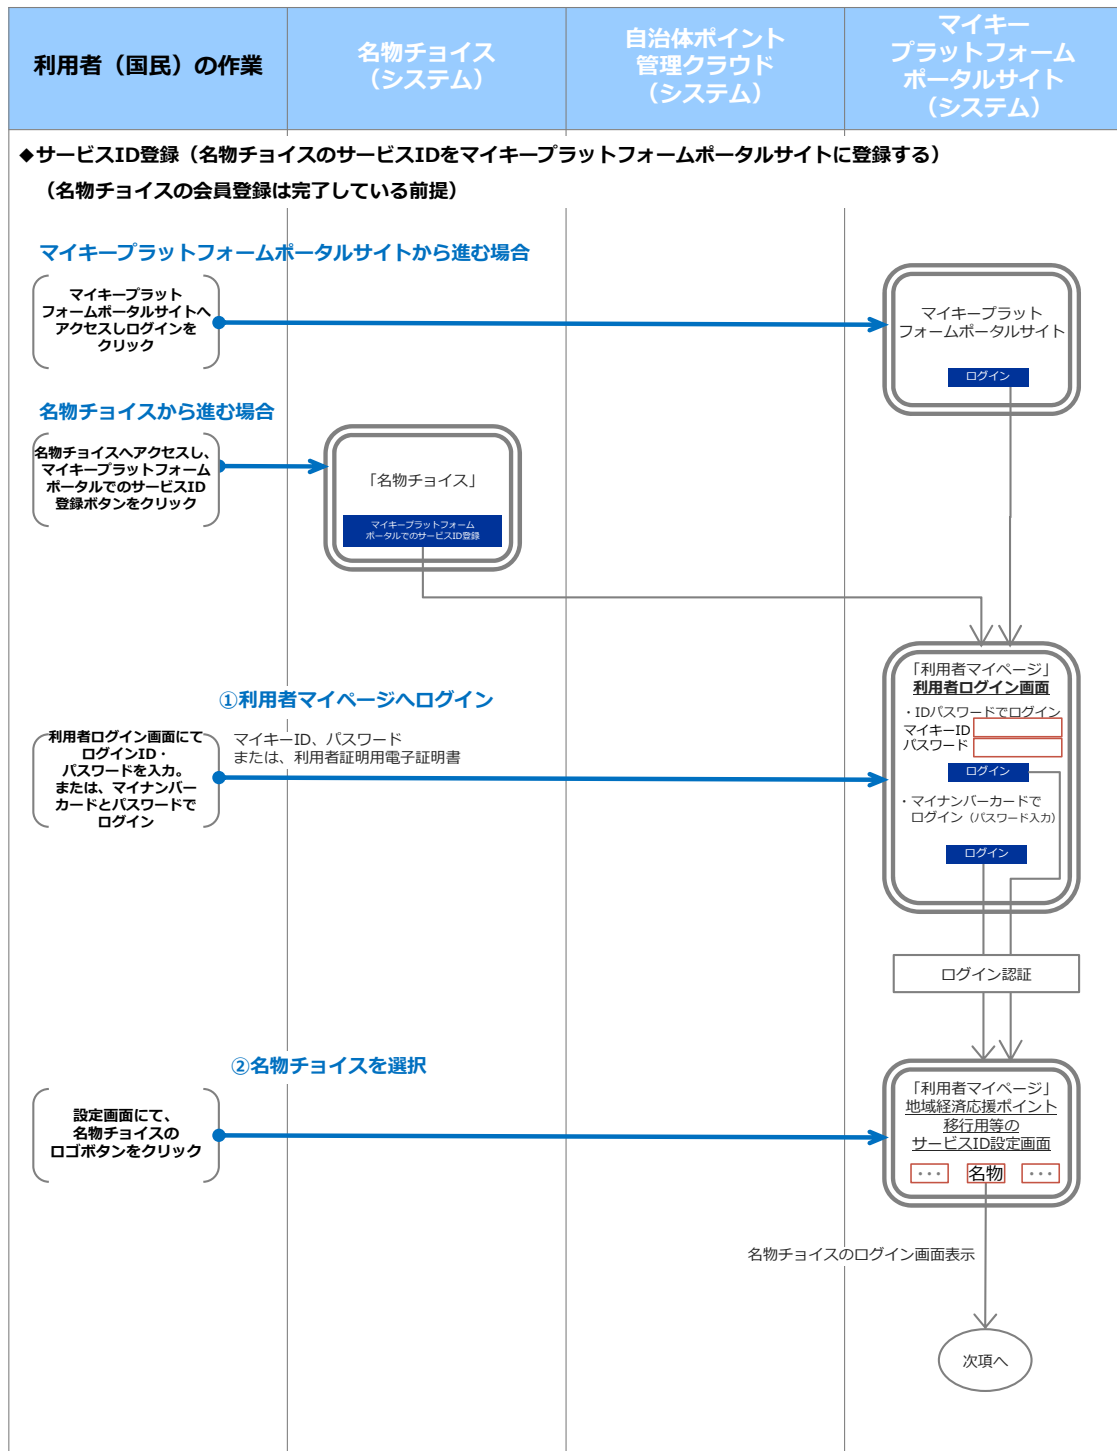 利用者（国民）の作業
名物チョイス
（システム）
自治体ポイント
管理クラウド
（システム）
マイキー
プラットフォーム
ポータルサイト
（システム）
◆サービスID登録（名物チョイスのサービスIDをマイキープラットフォームポータルサイトに登録する）
（名物チョイスの会員登録は完了している前提）
マイキープラットフォームポータルサイトから進む場合
マイキープラット
フォームポータルサイトへ
アクセスしログインを
クリック
マイキープラット
フォームポータルサイト
ログイン
名物チョイスから進む場合
名物チョイスへアクセスし、
マイキープラットフォーム
ポータルでのサービスID
登録ボタンをクリック
「名物チョイス」
マイキープラットフォーム
ポータルでのサービスID登録
①利用者マイページへログイン
利用者ログイン画面にて
ログインID・
パスワードを入力。
または、マイナンバー
カードとパスワードで
ログイン
マイキーID、パスワード
または、利用者証明用電子証明書
「利用者マイページ」
利用者ログイン画面
・IDパスワードでログイン
マイキーID
パスワード
ログイン
・マイナンバーカードで
ログイン（パスワード入力）
ログイン
ログイン認証
②名物チョイスを選択
設定画面にて、
名物チョイスの
ロゴボタンをクリック
「利用者マイページ」
地域経済応援ポイント
移行用等の
サービスID設定画面
・・・ 名物 ・・・
名物チョイスのログイン画面表示
次項へ